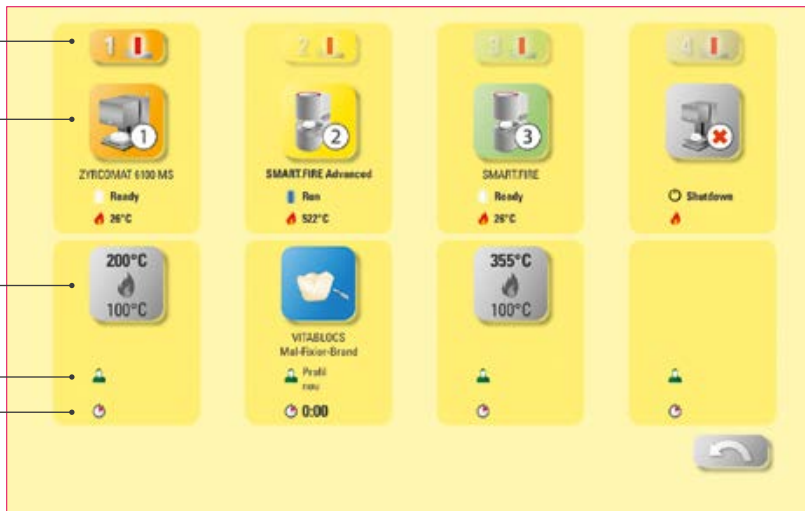 1
2
3
4
1
2
3
ZYRCOMAT 6100 MS
SMART.FIRE Advanced
SMART.FIRE
Ready
Run
Ready
Shutdown
26°C
522°C
26°C
200°C
100°C
355°C
100°C
VITABLOCS
Mal-Fixier-Brand
Profil
neu
0:00